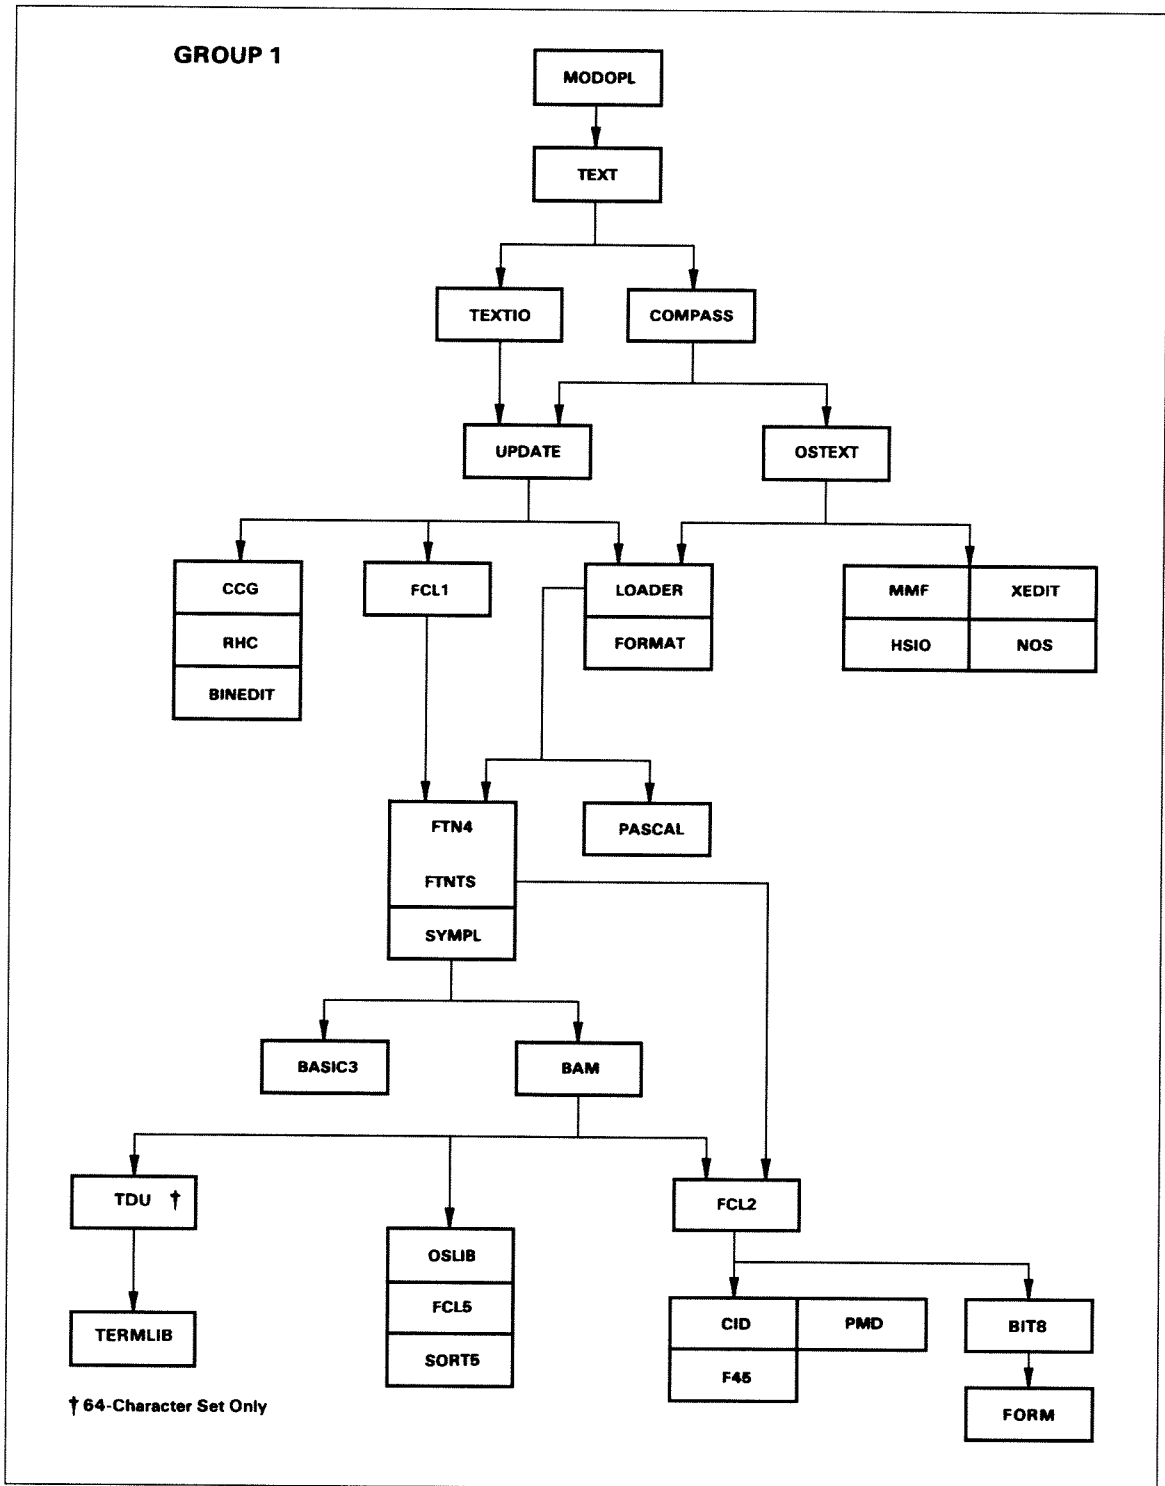 GROUP 1
MODOPL
TEXT
TEXTIO
COMPASS
UPDATE
OSTEXT
CCG
RHC
BINEDIT
FCL1
LOADER
FORMAT
MMF
XEDIT
HSIO
NOS
FTN4
FTNTS
SYMPL
PASCAL
BASIC3
BAM
TDU †
TERMLIB
OSLIB
FCL5
SORT5
FCL2
CID
PMD
F45
BIT8
FORM
† 64-Character Set Only